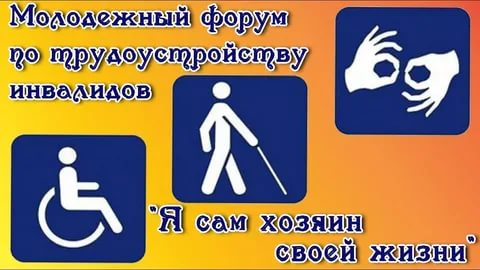 Молодежный форум
по трудоустройству
инвалидов
"Я сам хозяин
своей жизни"